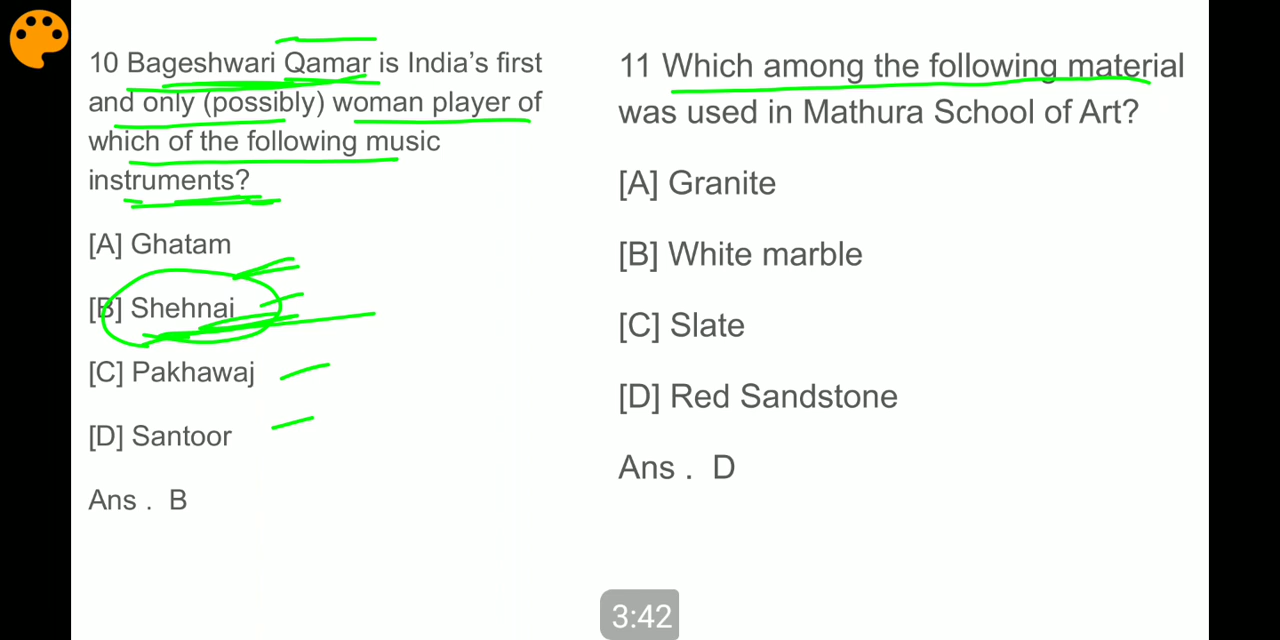 10 Bageshwari Qamar is India’s first
and only (possibly) woman player of
which of the following music
instruments?
[A] Ghatam
[B] Shehnai
[C] Pakhawaj
[D] Santoor
Ans . B
11 Which among the following material
was used in Mathura School of Art?
[A] Granite
[B] White marble
[C] Slate
[D] Red Sandstone
Ans . D
3:42